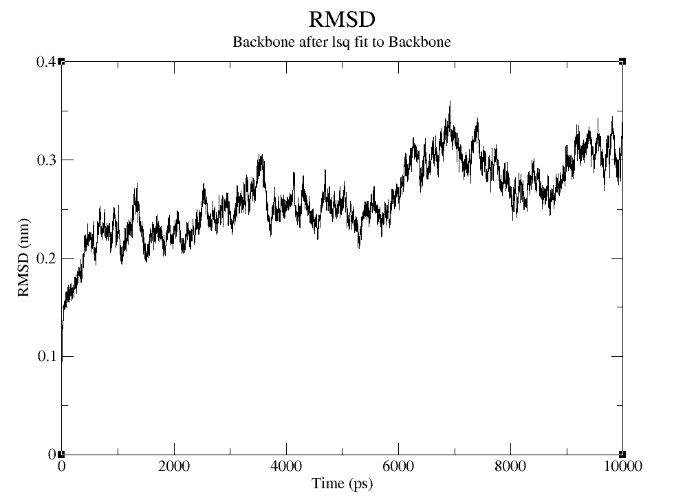 RMSD
Backbone after lsq fit to Backbone
0.4
0.3
0.2
0.1
0
RMSD (nm)
0 2000 4000 6000 8000 10000
Time (ps)